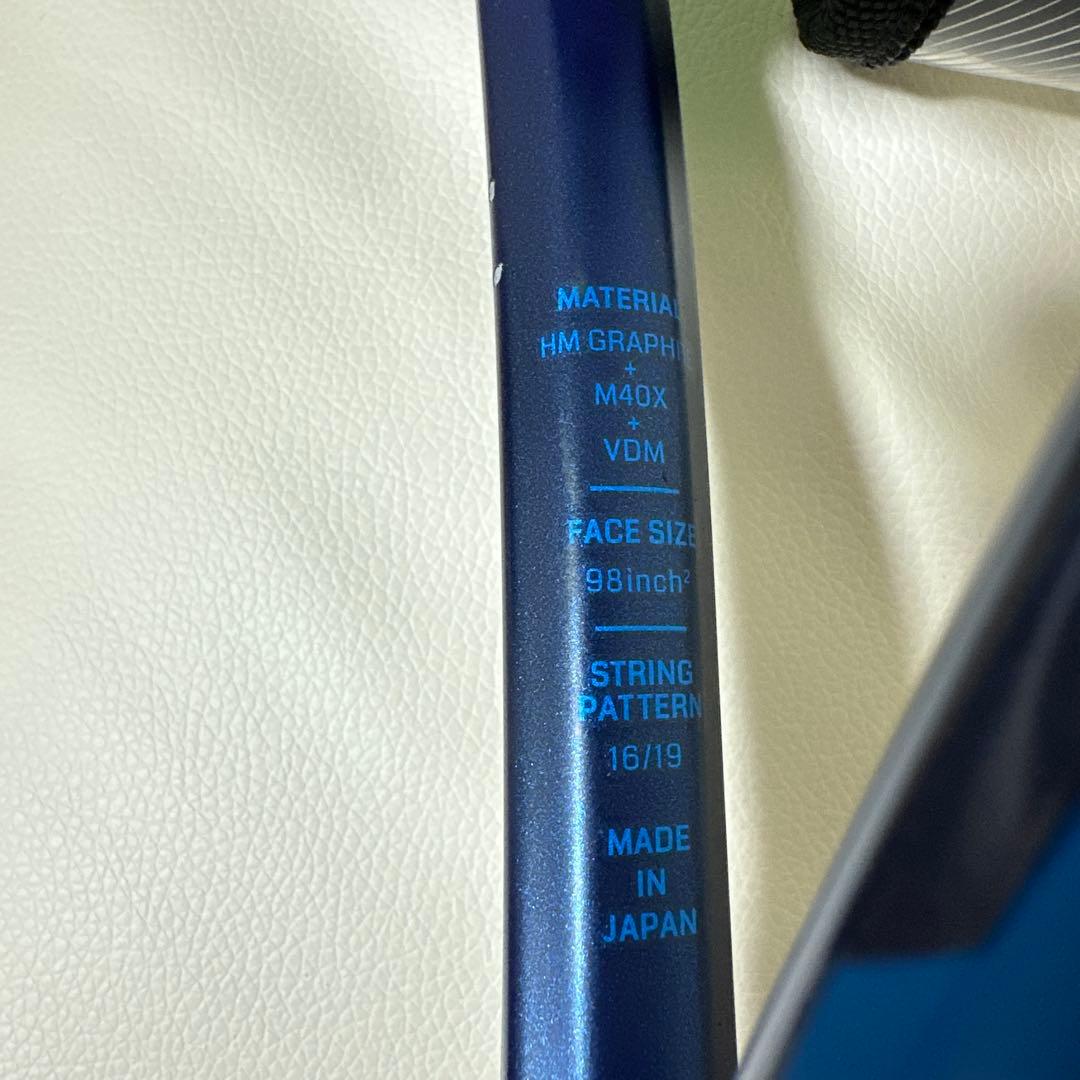 MATERIAL
HM GRAPHITE
+
M40X
+
VDM
FACE SIZE
98inch²
STRING
PATTERN
16/19
MADE
IN
JAPAN